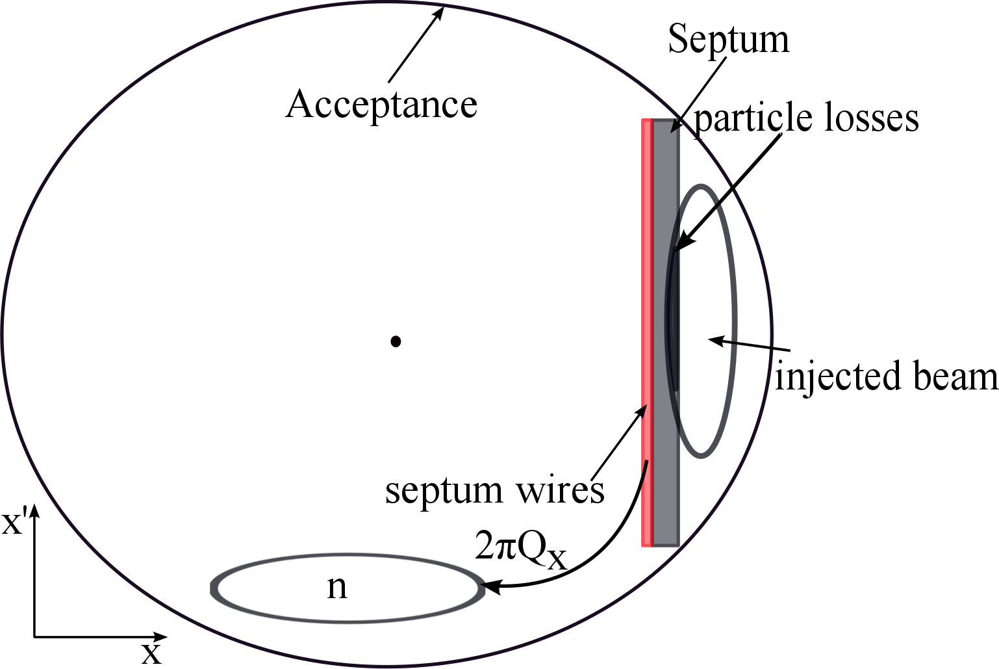 Septum
Acceptance
particle losses
injected beam
septum wires
x'
2πQx
n
x